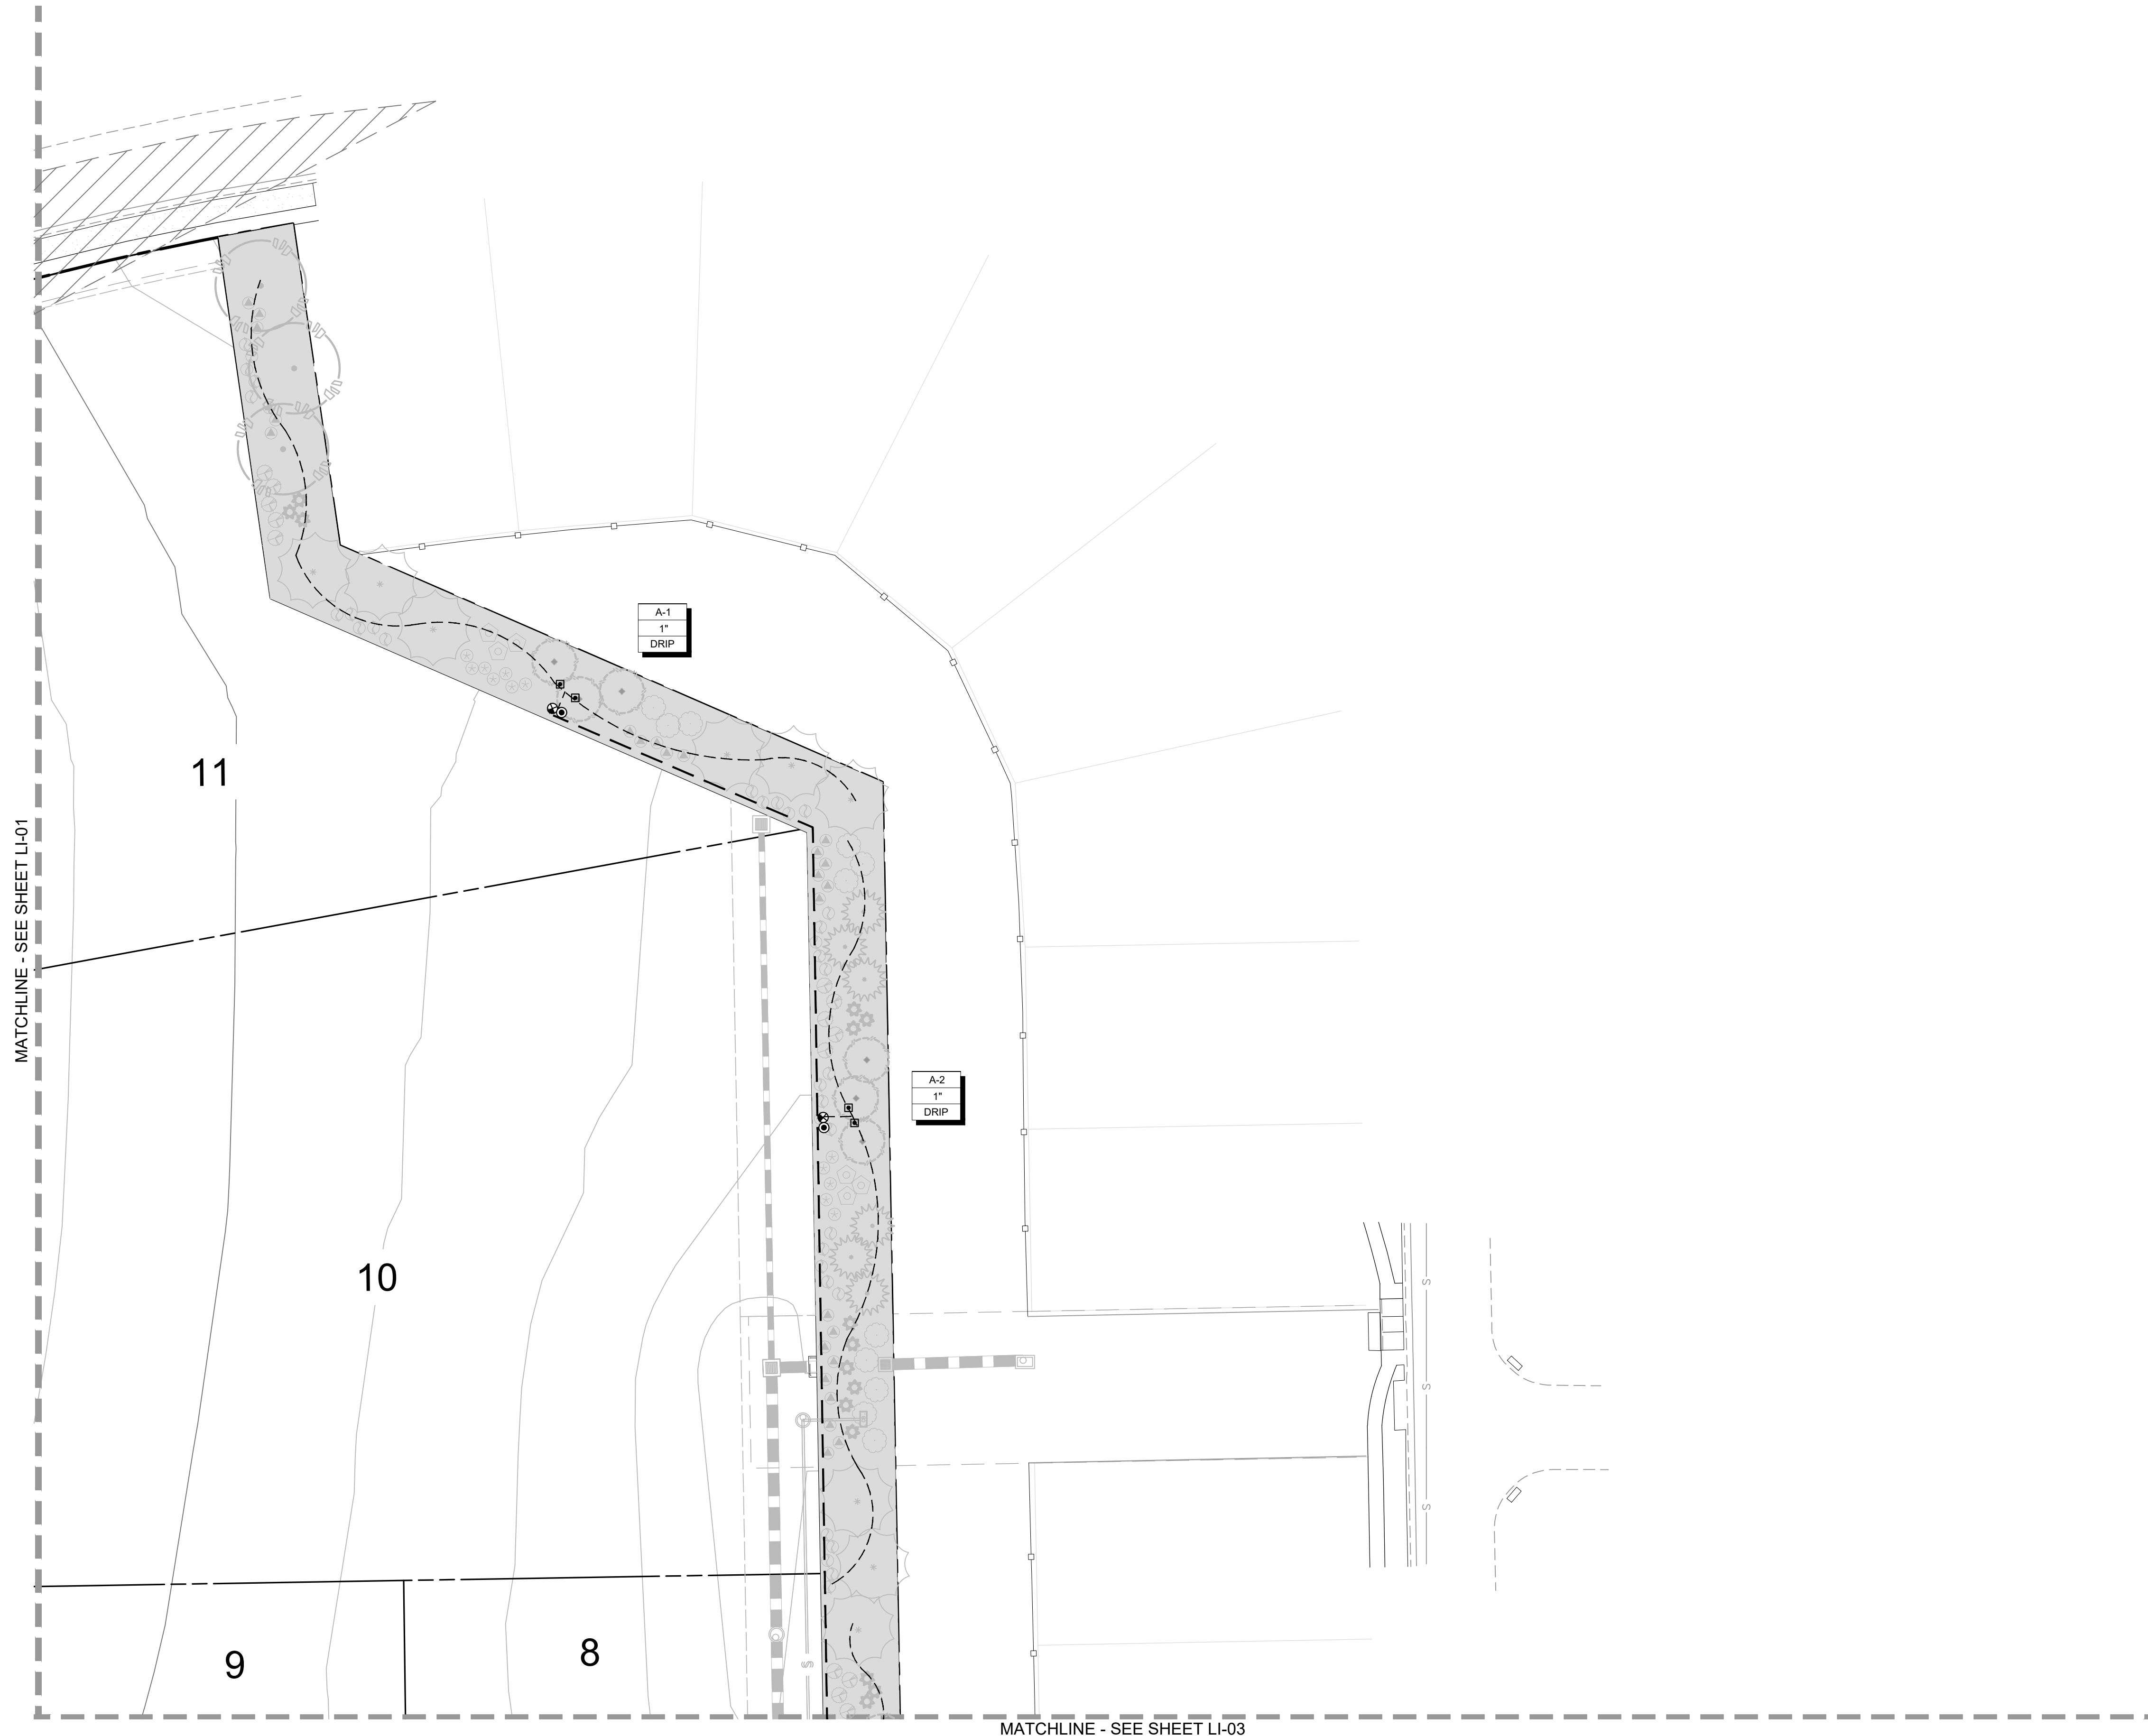 A-1
1"
DRIP
11
MATCHLINE - SEE SHEET LI-01
A-2
1"
DRIP
10
S
S
S
9
8
S
MATCHLINE - SEE SHEET LI-03